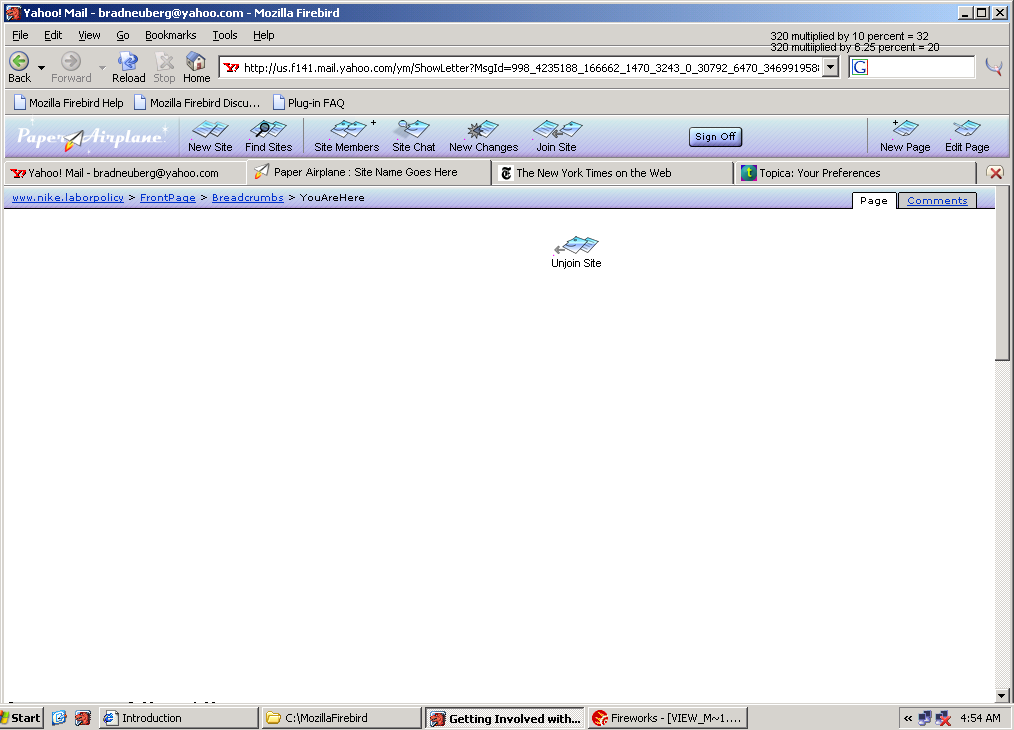 Yahoo! Mail - bradneuberg@yahoo.com - Mozilla Firebird
File Edit View Go Bookmarks Tools Help
320 multiplied by 10 percent = 32
320 multiplied by 6.25 percent = 20
Back Forward Reload Stop Home
http://us.f141.mail.yahoo.com/ym/ShowLetter?MsgId=998_4235188_166662_1470_3243_0_30792_6470_346991958
Mozilla Firebird Help Mozilla Firebird Discu... Plug-in FAQ
Paper Airplane New Site Find Sites Site Members Site Chat New Changes Join Site Sign Off New Page Edit Page
Yahoo! Mail - bradneuberg@yahoo.com Paper Airplane : Site Name Goes Here The New York Times on the Web Topica: Your Preferences
www.nike.laborpolicy > FrontPage > Breadcrumbs > YouAreHere Page Comments
Unjoin Site
Start Introduction C:\MozillaFirebird Getting Involved with... Fireworks - [VIEW_M~1.... 4:54 AM